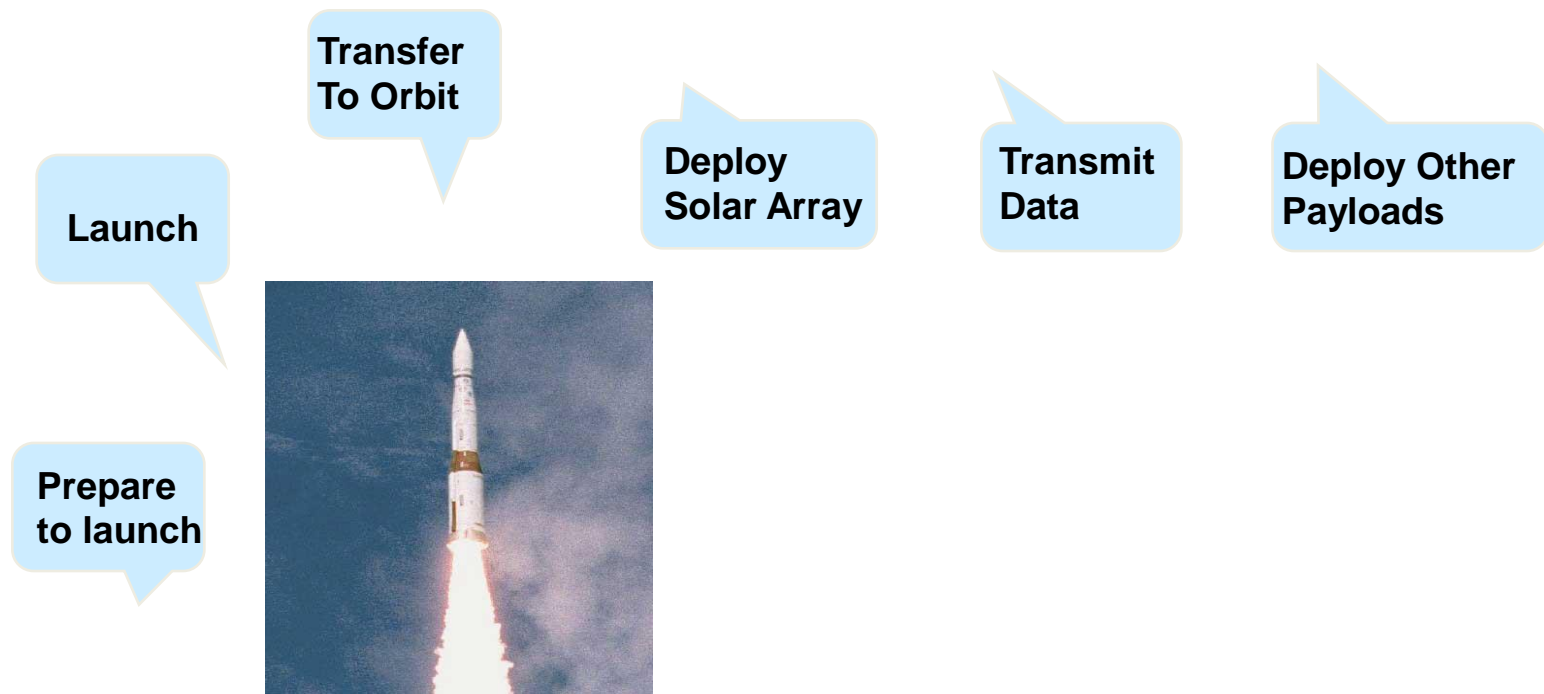 Prepare
to launch
Launch
Transfer
To Orbit
Deploy
Solar Array
Transmit
Data
Deploy Other
Payloads